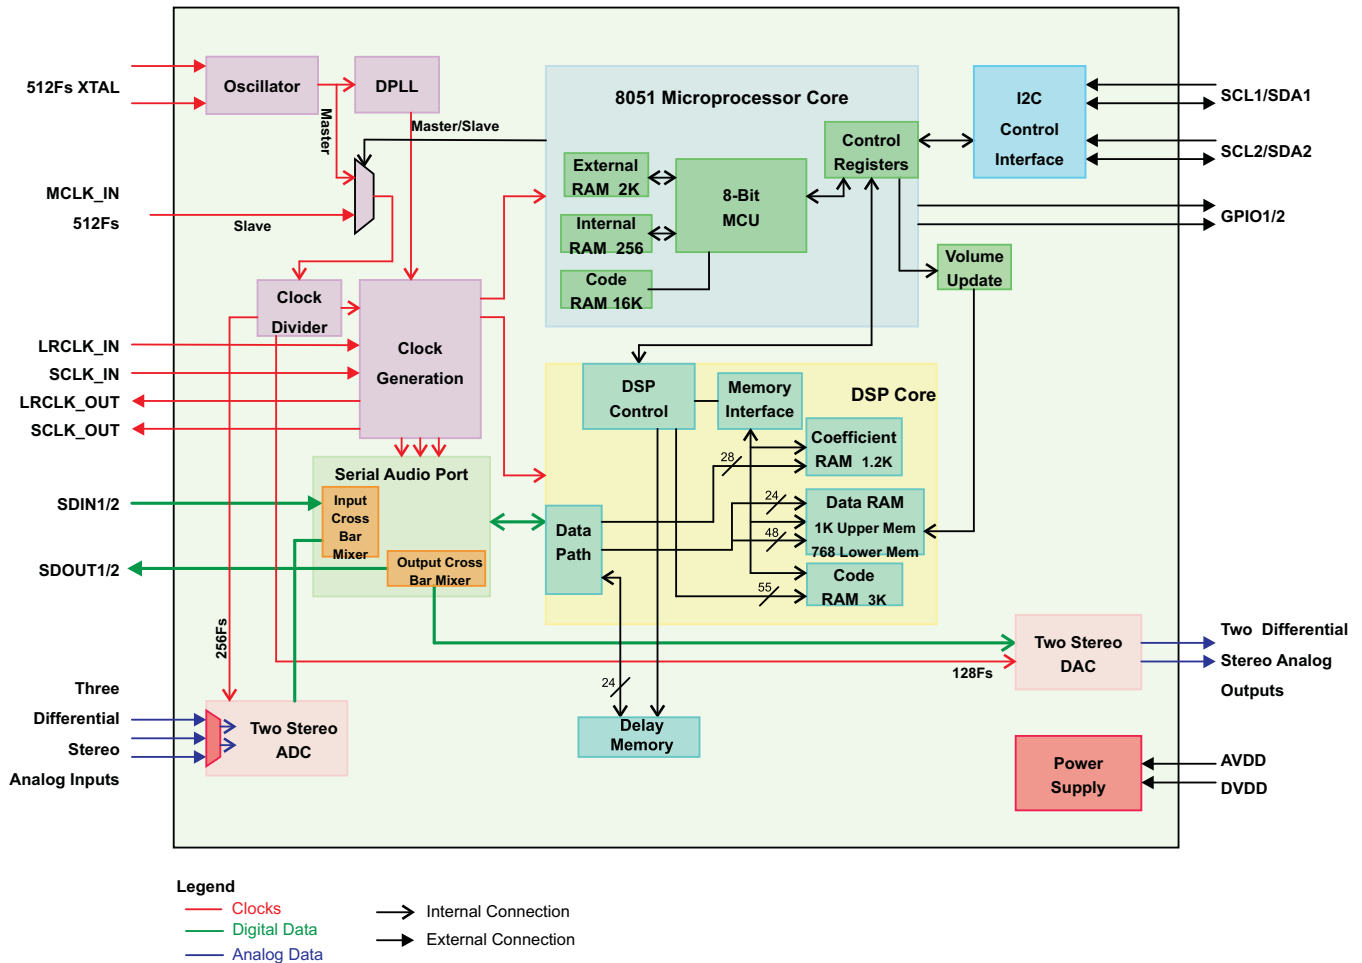 512Fs XTAL
Oscillator
DPLL
Master
Master/Slave
MCLK_IN
512Fs
Slave
8051 Microprocessor Core
External
RAM 2K
Internal
RAM 256
Code
RAM 16K
8-Bit
MCU
Control
Registers
I2C
Control
Interface
SCL1/SDA1
SCL2/SDA2
GPIO1/2
Volume
Update
Clock
Divider
Clock
Generation
LRCLK_IN
SCLK_IN
LRCLK_OUT
SCLK_OUT
SDIN1/2
SDOUT1/2
Serial Audio Port
Input
Cross
Bar
Mixer
Output Cross
Bar Mixer
DSP Core
DSP
Control
Memory
Interface
Coefficient
RAM 1.2K
Data RAM
1K Upper Mem
768 Lower Mem
Code
RAM 3K
Data
Path
28
24
48
55
24
Delay
Memory
256Fs
128Fs
Three
Differential
Stereo
Analog Inputs
Two Stereo
ADC
Two Stereo
DAC
Two Differential
Stereo Analog
Outputs
Power
Supply
AVDD
DVDD
Legend
Clocks
Digital Data
Analog Data
Internal Connection
External Connection